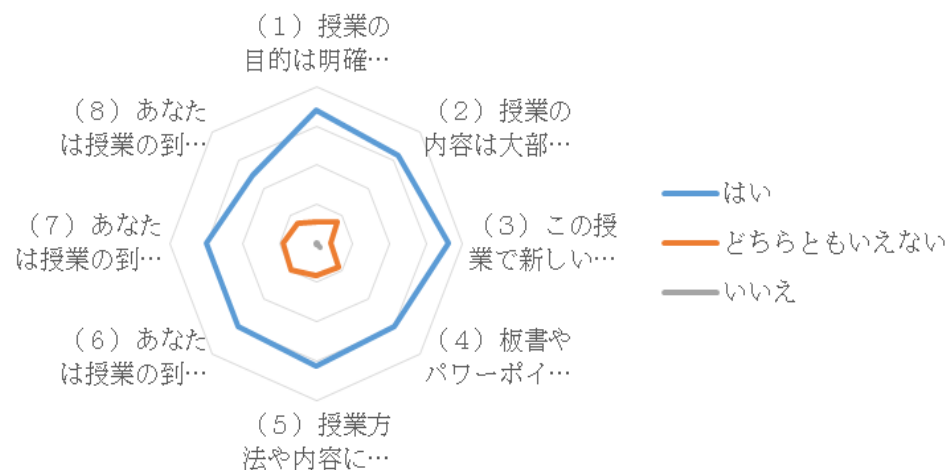 （1）授業の
目的は明確…
（2）授業の
内容は大部…
（3）この授
業で新しい…
（4）板書や
パワーポイ…
（5）授業方
法や内容に…
（6）あなた
は授業の到…
（7）あなた
は授業の到…
（8）あなた
は授業の到…
はい
どちらともいえない
いいえ